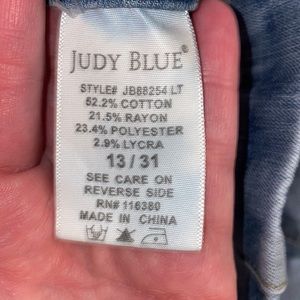 JUDY BLUE®
STYLE# JB88254 LT
52.2% COTTON
21.5% RAYON
23.4% POLYESTER
2.9% LYCRA
13 / 31
SEE CARE ON
REVERSE SIDE
RN# 116380
MADE IN CHINA